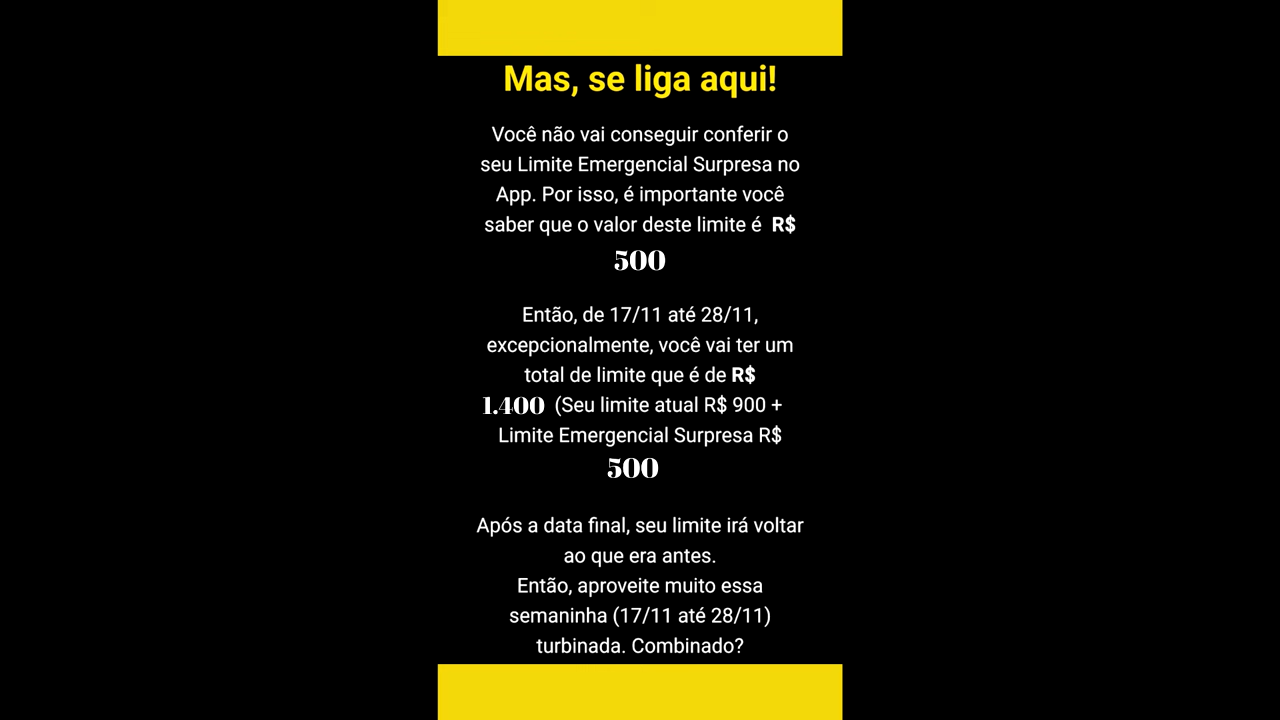 Mas, se liga aqui!
Você não vai conseguir conferir o
seu Limite Emergencial Surpresa no
App. Por isso, é importante você
saber que o valor deste limite é R$
500
Então, de 17/11 até 28/11,
excepcionalmente, você vai ter um
total de limite que é de R$
1.400 (Seu limite atual R$ 900 +
Limite Emergencial Surpresa R$
500
Após a data final, seu limite irá voltar
ao que era antes.
Então, aproveite muito essa
semaninha (17/11 até 28/11)
turbinada. Combinado?